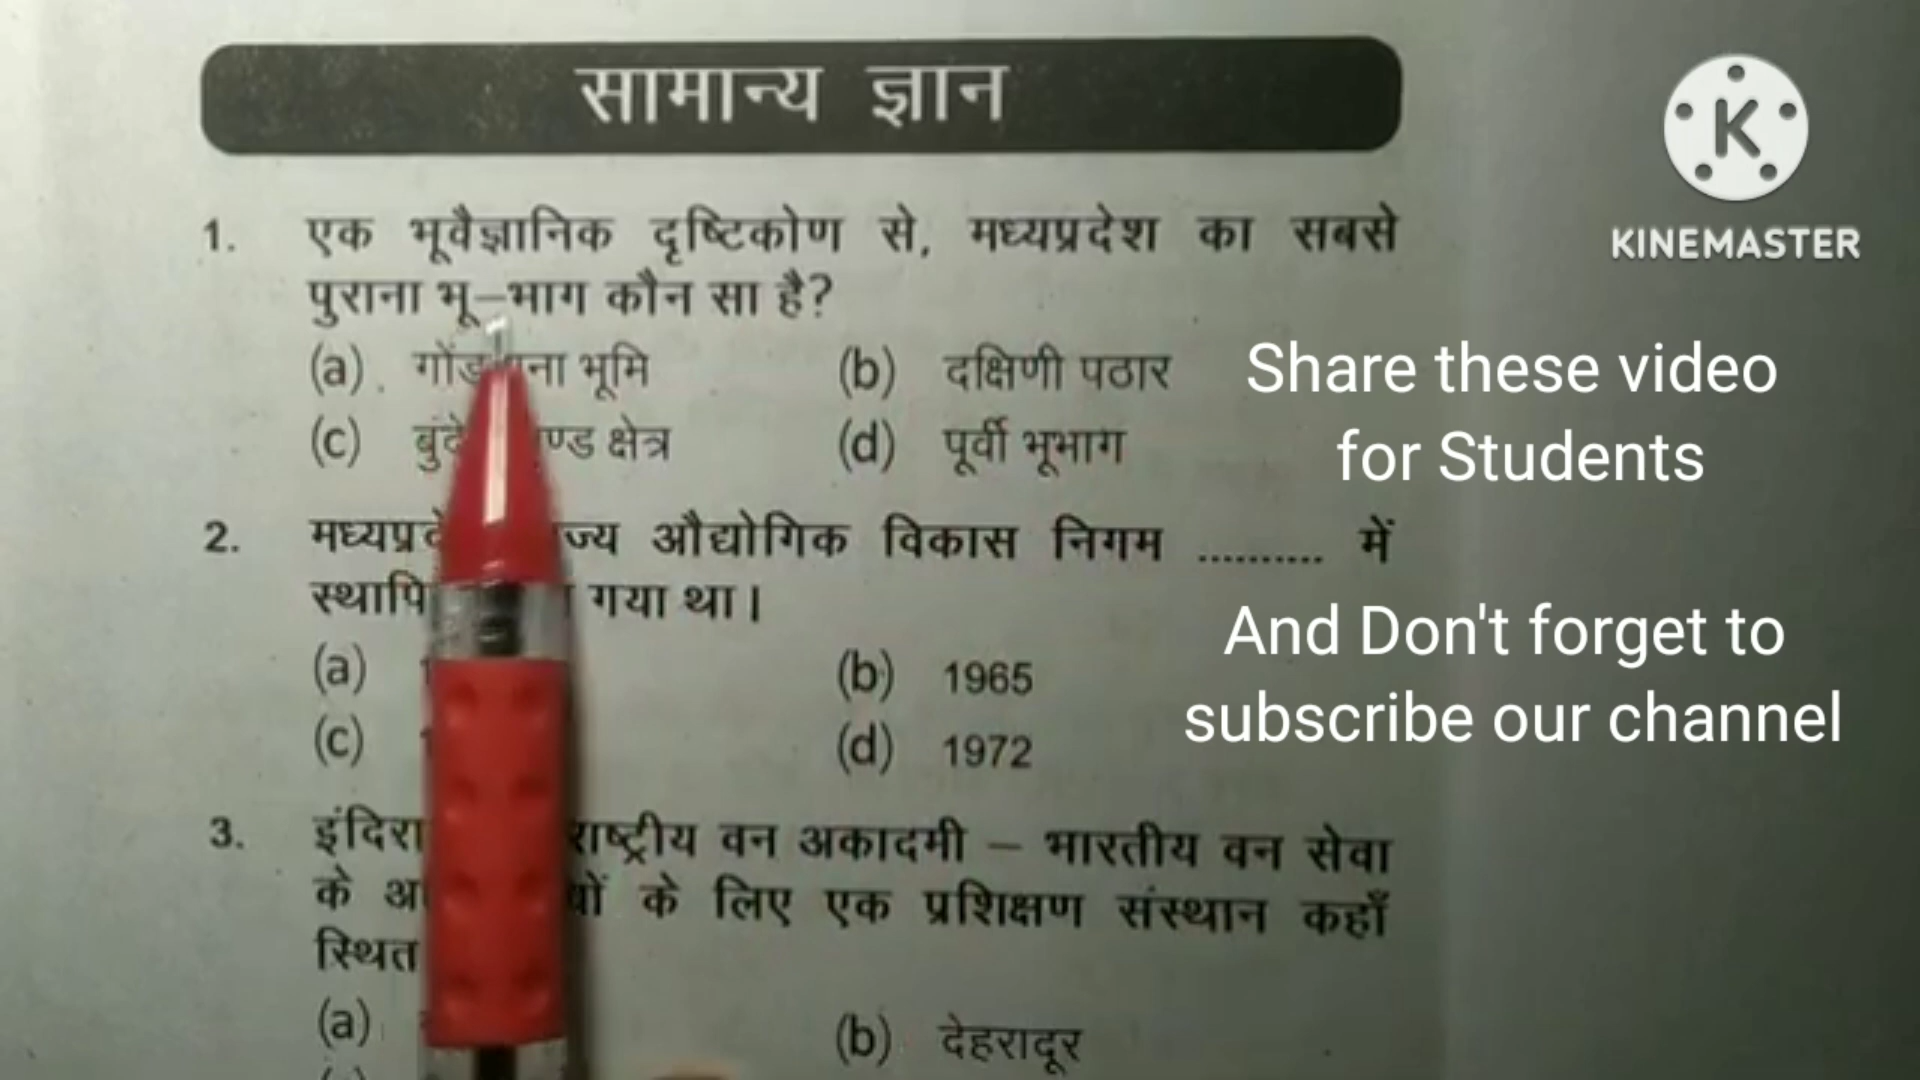 सामान्य ज्ञान
1. एक भूवैज्ञानिक दृष्टिकोण से, मध्यप्रदेश का सबसे
पुराना भू–भाग कौन सा है?
(a) भूमि (b) दक्षिणी पठार
(c) क्षेत्र (d) पूर्वी भूभाग
2. औद्योगिक विकास निगम .......... में
गया था।
(a) (b) 1965
(c) (d) 1972
3. वन अकादमी – भारतीय वन सेवा
के के लिए एक प्रशिक्षण संस्थान कहाँ
स्थित
(a) (b) देहरादूर
K
KINEMASTER
Share these video
for Students
And Don't forget to
subscribe our channel